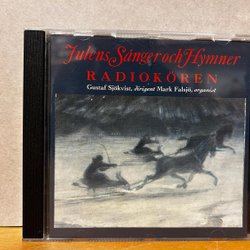 Julens Sånger och Hymner
RADIOKÖREN
Gustaf Sjökvist, dirigent Mark Falsjö, organist